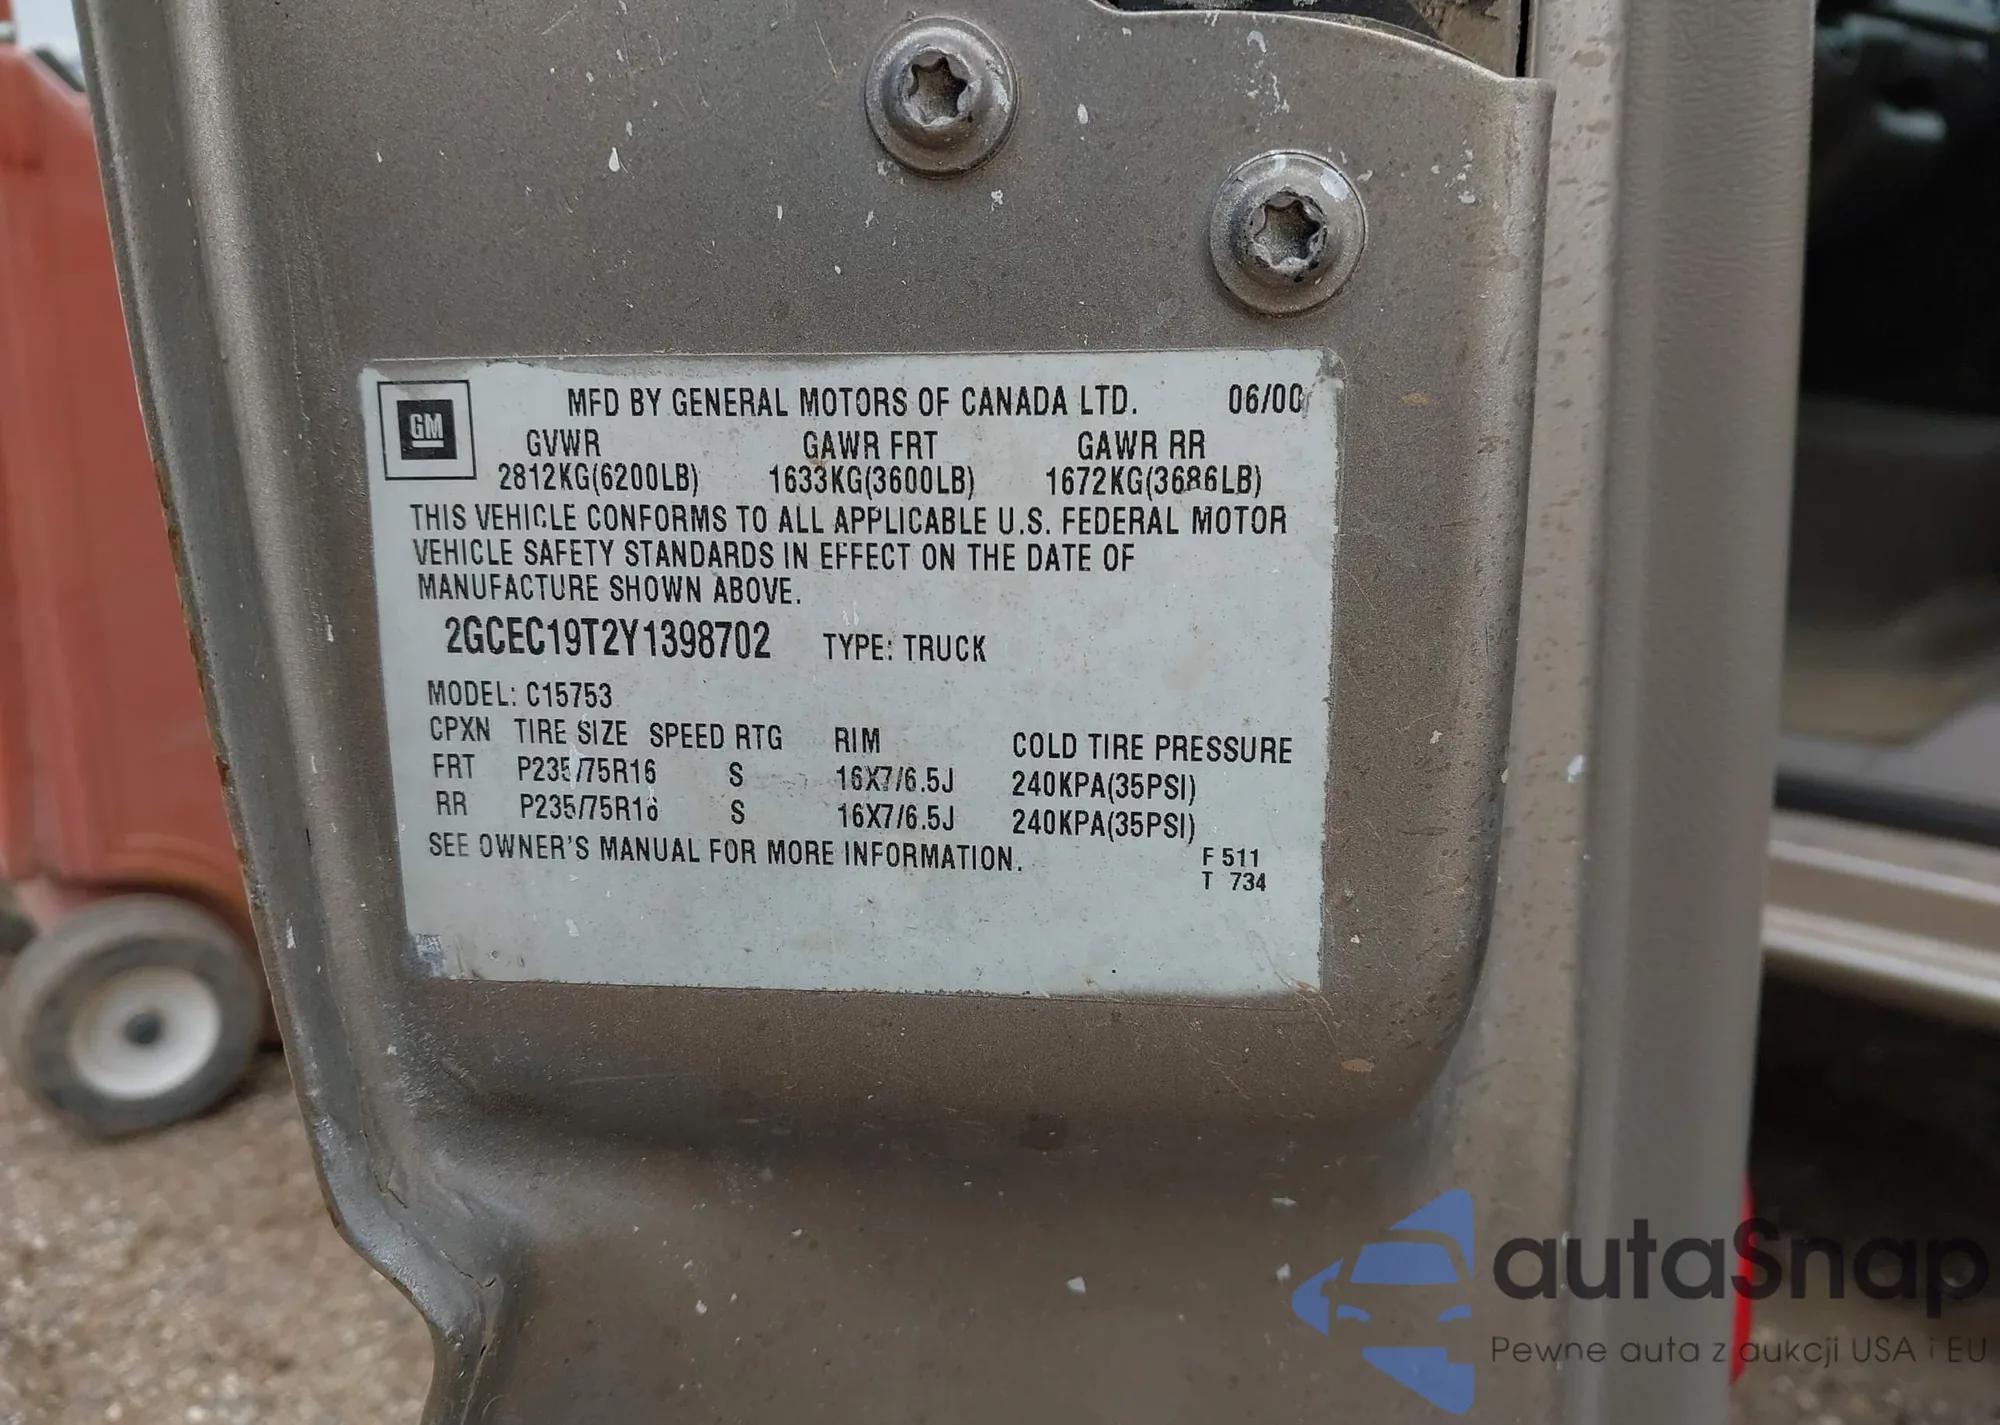 GM
MFD BY GENERAL MOTORS OF CANADA LTD. 06/00
GVWR GAWR FRT GAWR RR
2812KG(6200LB) 1633KG(3600LB) 1672KG(3686LB)
THIS VEHICLE CONFORMS TO ALL APPLICABLE U.S. FEDERAL MOTOR
VEHICLE SAFETY STANDARDS IN EFFECT ON THE DATE OF
MANUFACTURE SHOWN ABOVE.
2GCEC19T2Y1398702 TYPE: TRUCK
MODEL: C15753
CPXN TIRE SIZE SPEED RTG RIM COLD TIRE PRESSURE
FRT P235/75R16 S 16X7/6.5J 240KPA(35PSI)
RR P235/75R16 S 16X7/6.5J 240KPA(35PSI)
SEE OWNER'S MANUAL FOR MORE INFORMATION.
F 511
T 734
autaSnap
Pewne auta z aukcji USA i EU